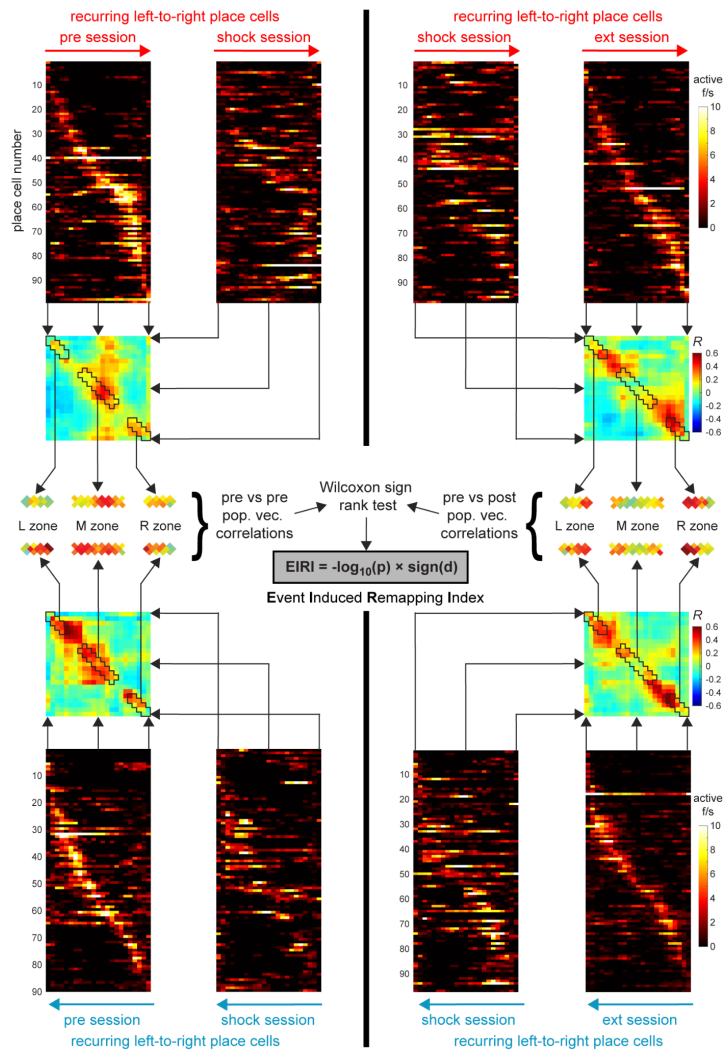 recurring left-to-right place cells
pre session
shock session
recurring left-to-right place cells
shock session
ext session
place cell number
10
20
30
40
50
60
70
80
90
10
20
30
40
50
60
70
80
90
active
f/s
10
8
6
4
2
0
R
0.6
0.4
0.2
0
-0.2
-0.4
-0.6
L zone
M zone
R zone
pre vs pre
pop. vec.
correlations
Wilcoxon sign
rank test
pre vs post
pop. vec.
correlations
L zone
M zone
R zone
EIRI = -log10(p) × sign(d)
Event Induced Remapping Index
R
0.6
0.4
0.2
0
-0.2
-0.4
-0.6
10
20
30
40
50
60
70
80
90
10
20
30
40
50
60
70
80
90
active
f/s
10
8
6
4
2
0
pre session
shock session
recurring left-to-right place cells
shock session
ext session
recurring left-to-right place cells